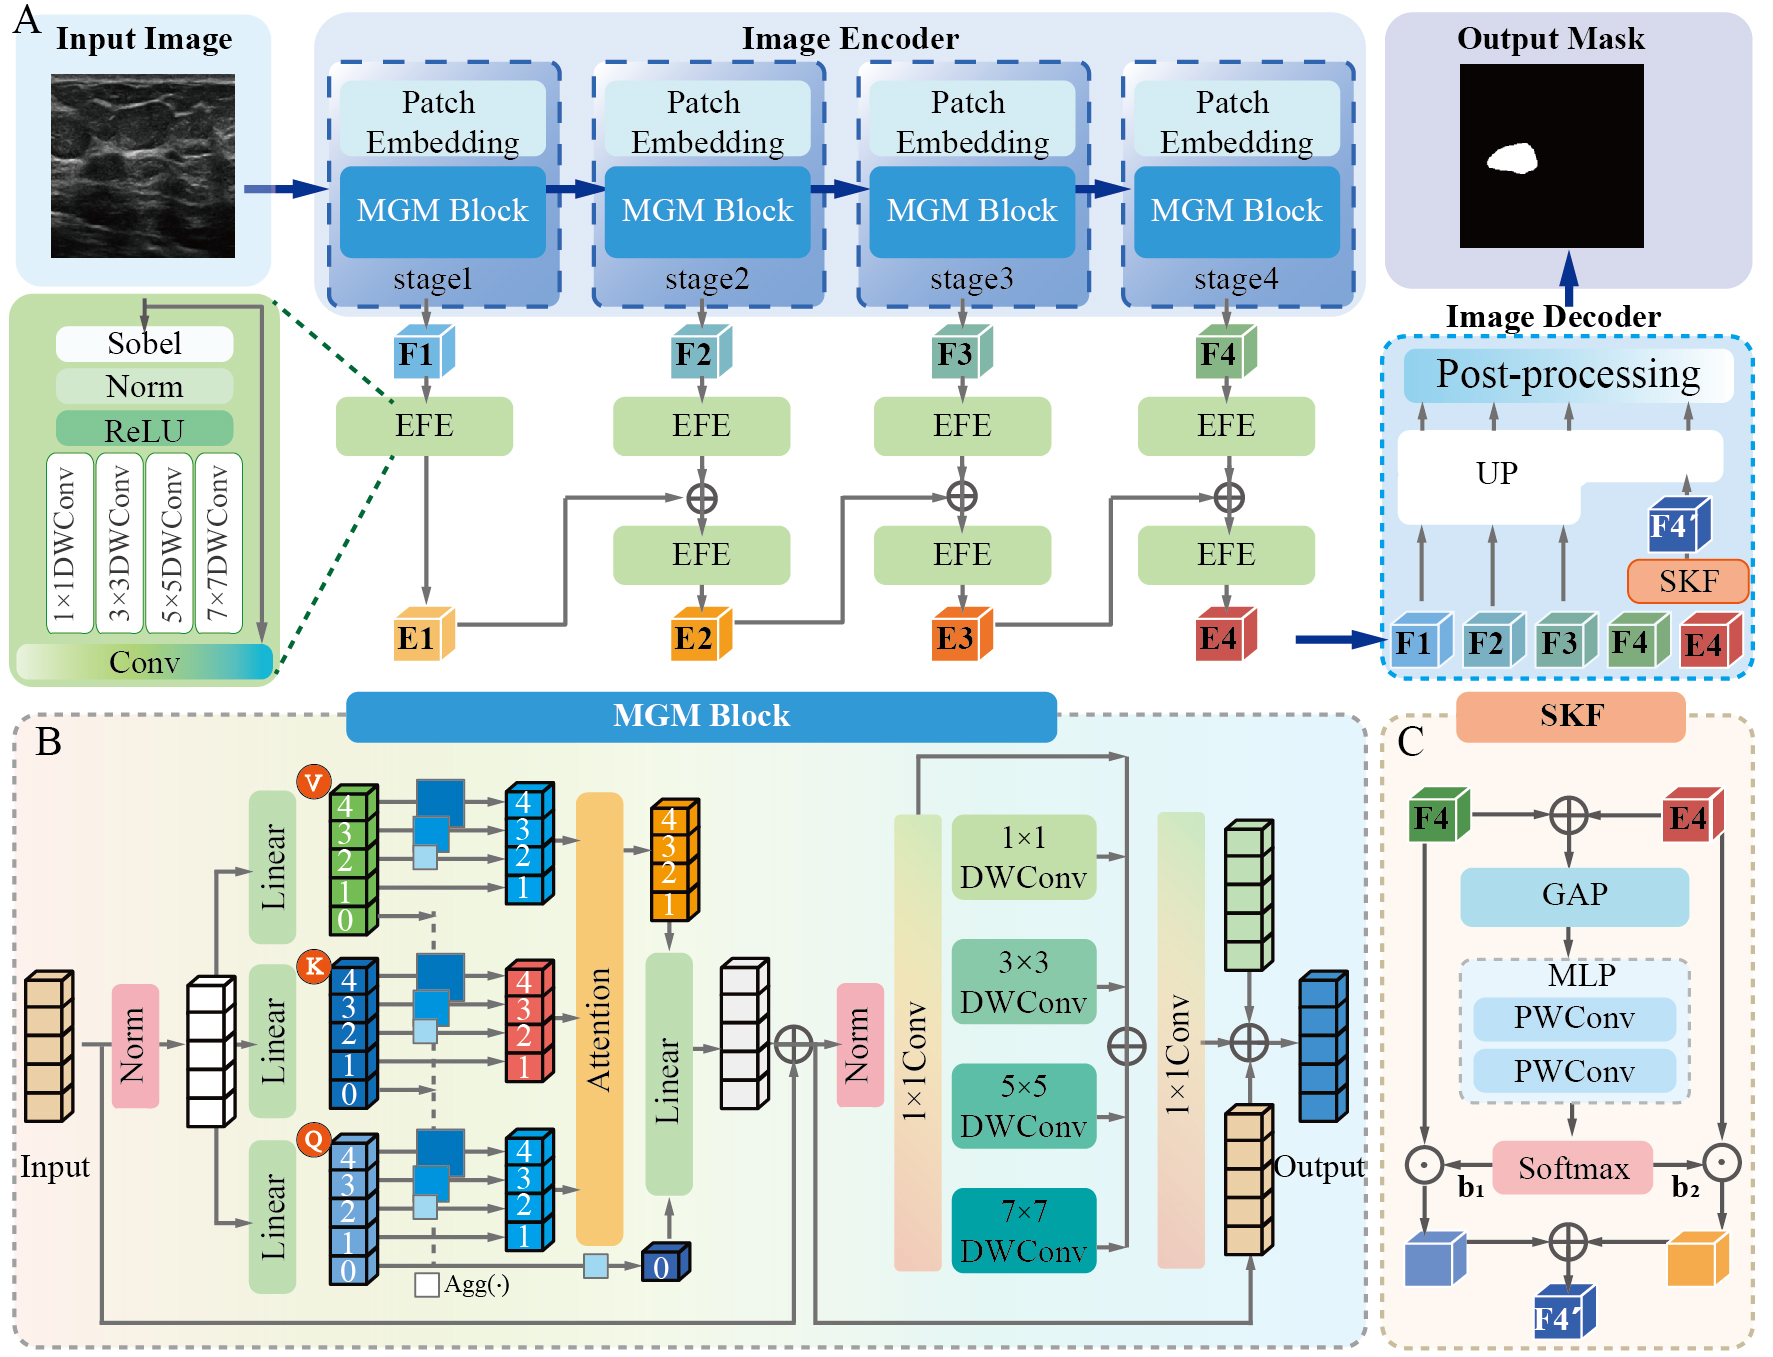 A
Input Image
Image Encoder
Output Mask
Patch
Embedding
MGM Block
stage1
Patch
Embedding
MGM Block
stage2
Patch
Embedding
MGM Block
stage3
Patch
Embedding
MGM Block
stage4
Sobel
Norm
ReLU
1×1DWConv
3×3DWConv
5×5DWConv
7×7DWConv
Conv
F1
F2
F3
F4
EFE
EFE
EFE
EFE
EFE
EFE
EFE
E1
E2
E3
E4
Image Decoder
Post-processing
UP
F4′
SKF
F1
F2
F3
F4
E4
B
MGM Block
Input
Norm
Linear
Linear
Linear
V
4
3
2
1
0
4
3
2
1
K
4
3
2
1
0
4
3
2
1
Q
4
3
2
1
0
4
3
2
1
Agg(·)
Attention
4
3
2
1
Linear
0
Norm
1×1Conv
1×1
DWConv
3×3
DWConv
5×5
DWConv
7×7
DWConv
1×1Conv
Output
C
SKF
F4
E4
GAP
MLP
PWConv
PWConv
Softmax
b₁
b₂
F4′